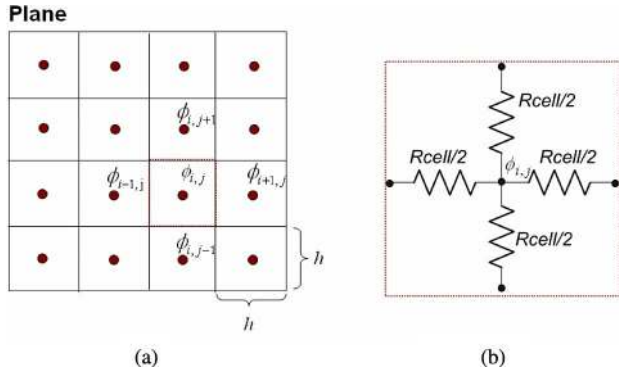 Plane
ϕi, j+1
ϕi−1, j ϕi, j ϕi+1, j
ϕi, j−1
h
h
(a)
Rcell/2
Rcell/2 ϕi, j Rcell/2
Rcell/2
(b)